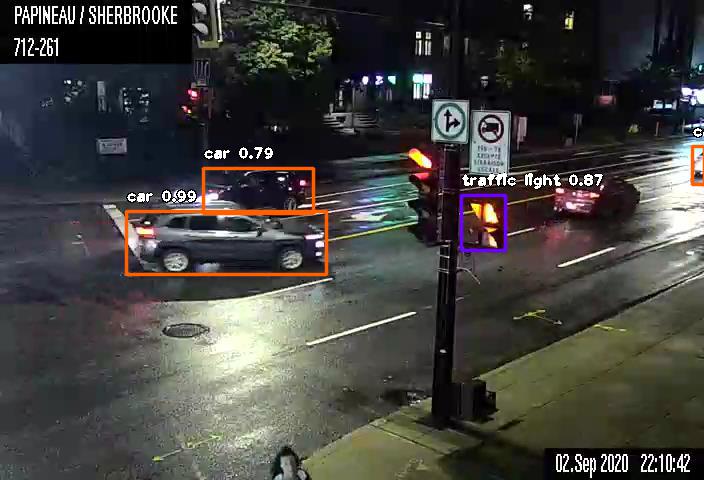 PAPINEAU / SHERBROOKE
712-261
car 0.79
car 0.99
traffic light 0.87
EXCEPTE
02.Sep 2020 22:10:42